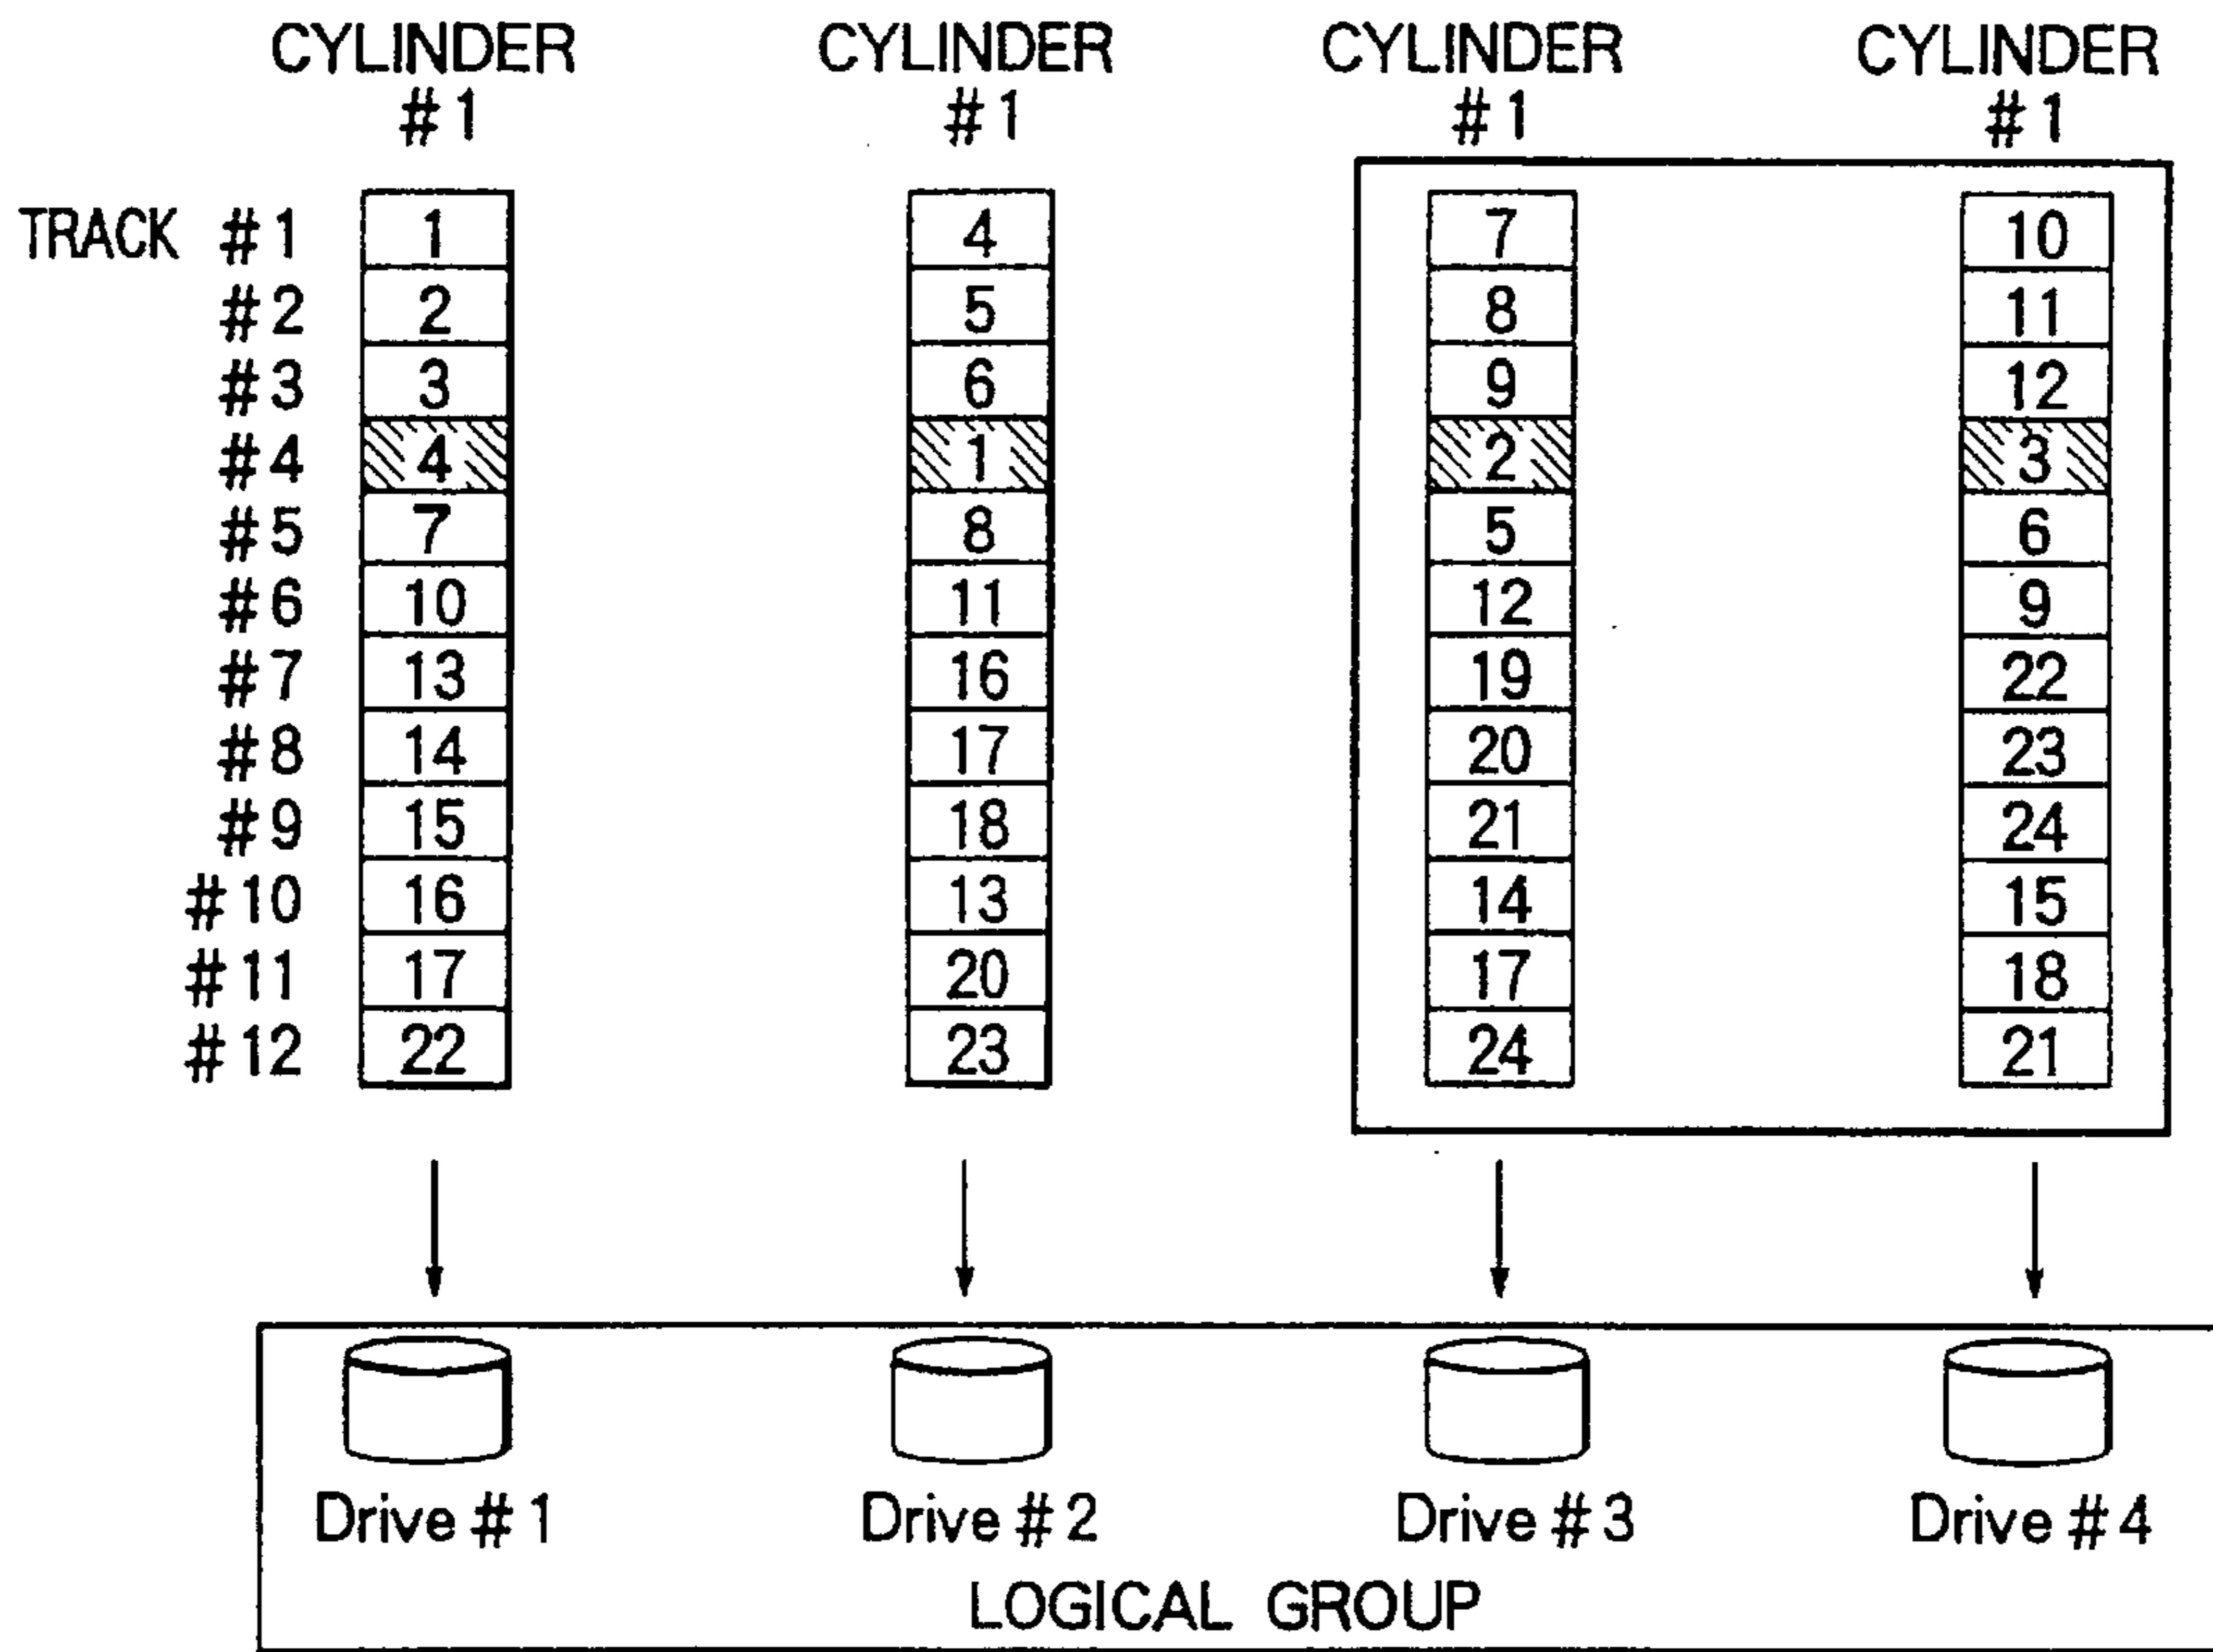 CYLINDER CYLINDER CYLINDER CYLINDER
#1 #1 #1 #1
TRACK #1 1 4 7 10
#2 2 5 8 11
#3 3 6 9 12
#4 4 1 2 3
#5 7 8 5 6
#6 10 11 12 9
#7 13 16 19 22
#8 14 17 20 23
#9 15 18 21 24
#10 16 13 14 15
#11 17 20 17 18
#12 22 23 24 21
Drive #1 Drive #2 Drive #3 Drive #4
LOGICAL GROUP